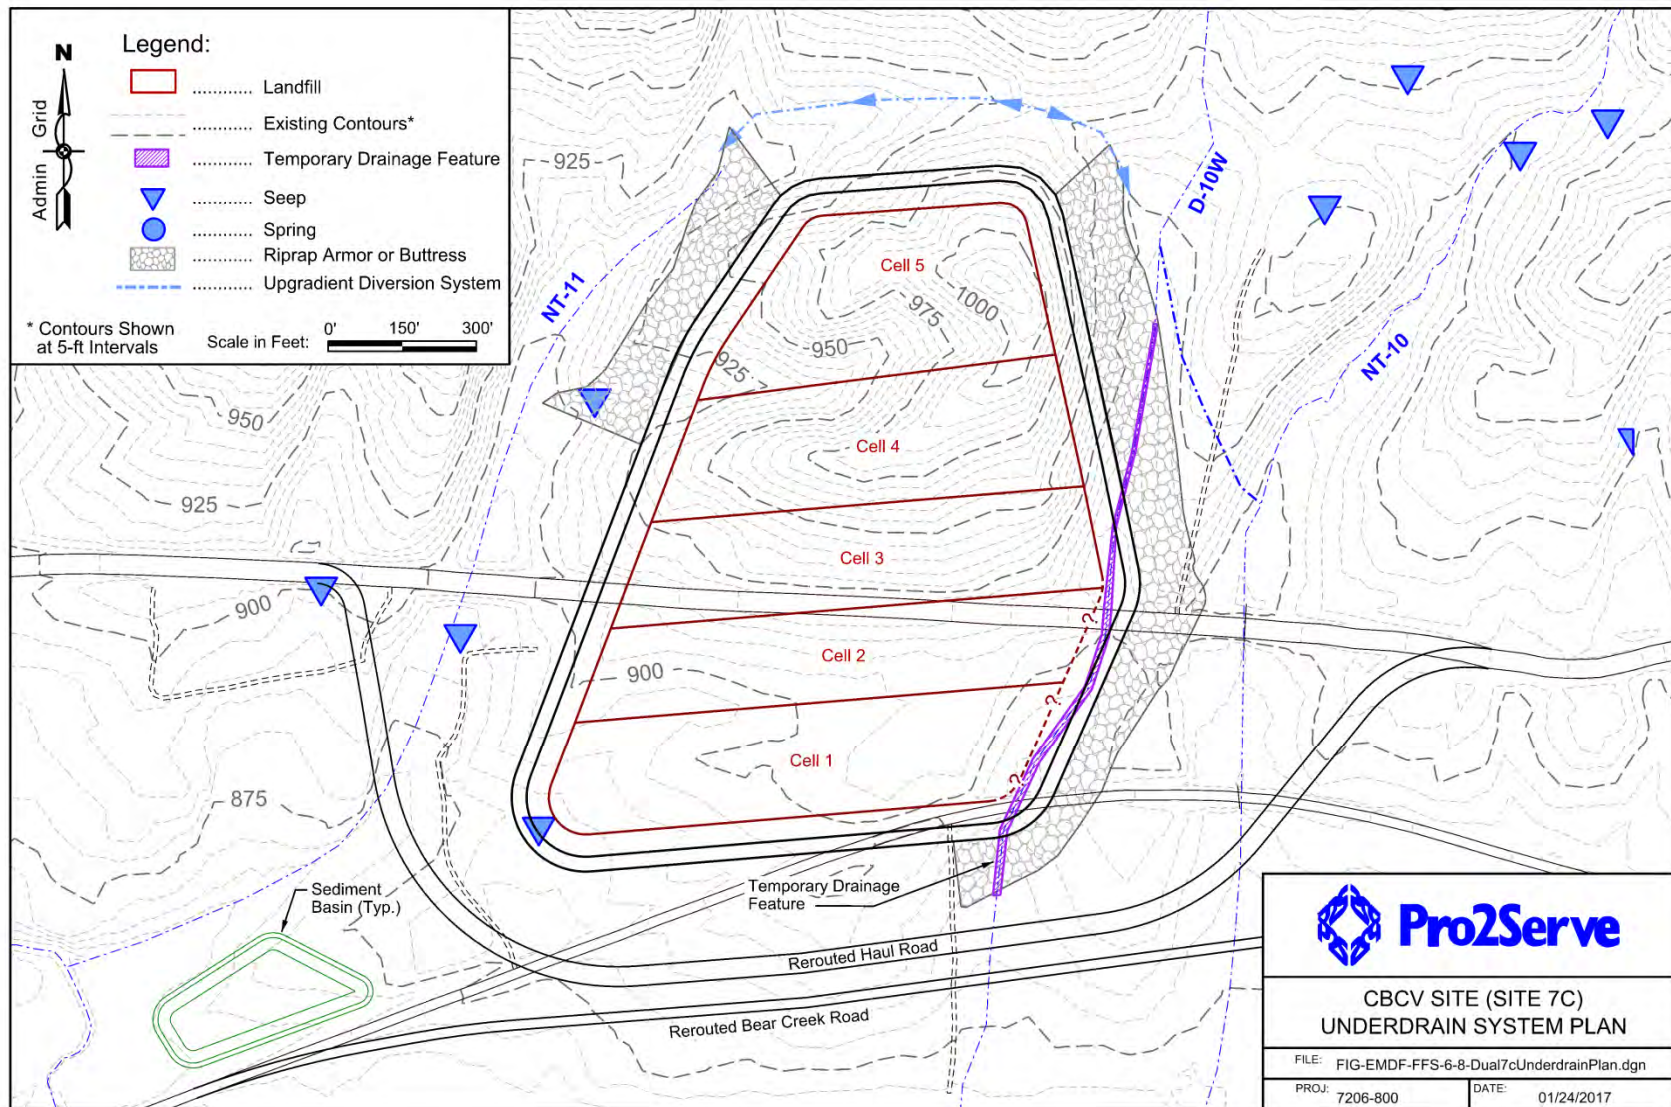 Legend:
N
Admin Grid
............ Landfill
............ Existing Contours*
............ Temporary Drainage Feature
............ Seep
............ Spring
............ Riprap Armor or Buttress
............ Upgradient Diversion System
* Contours Shown
at 5-ft Intervals
Scale in Feet:
0' 150' 300'
925
NT-11
D-10W
NT-10
Cell 5
1000
975
950
925
950
925
Cell 4
Cell 3
900
?
Cell 2
900
?
Cell 1
?
875
Sediment
Basin (Typ.)
Temporary Drainage
Feature
Rerouted Haul Road
Rerouted Bear Creek Road
Pro2Serve
CBCV SITE (SITE 7C)
UNDERDRAIN SYSTEM PLAN
FILE: FIG-EMDF-FFS-6-8-Dual7cUnderdrainPlan.dgn
PROJ: 7206-800
DATE: 01/24/2017